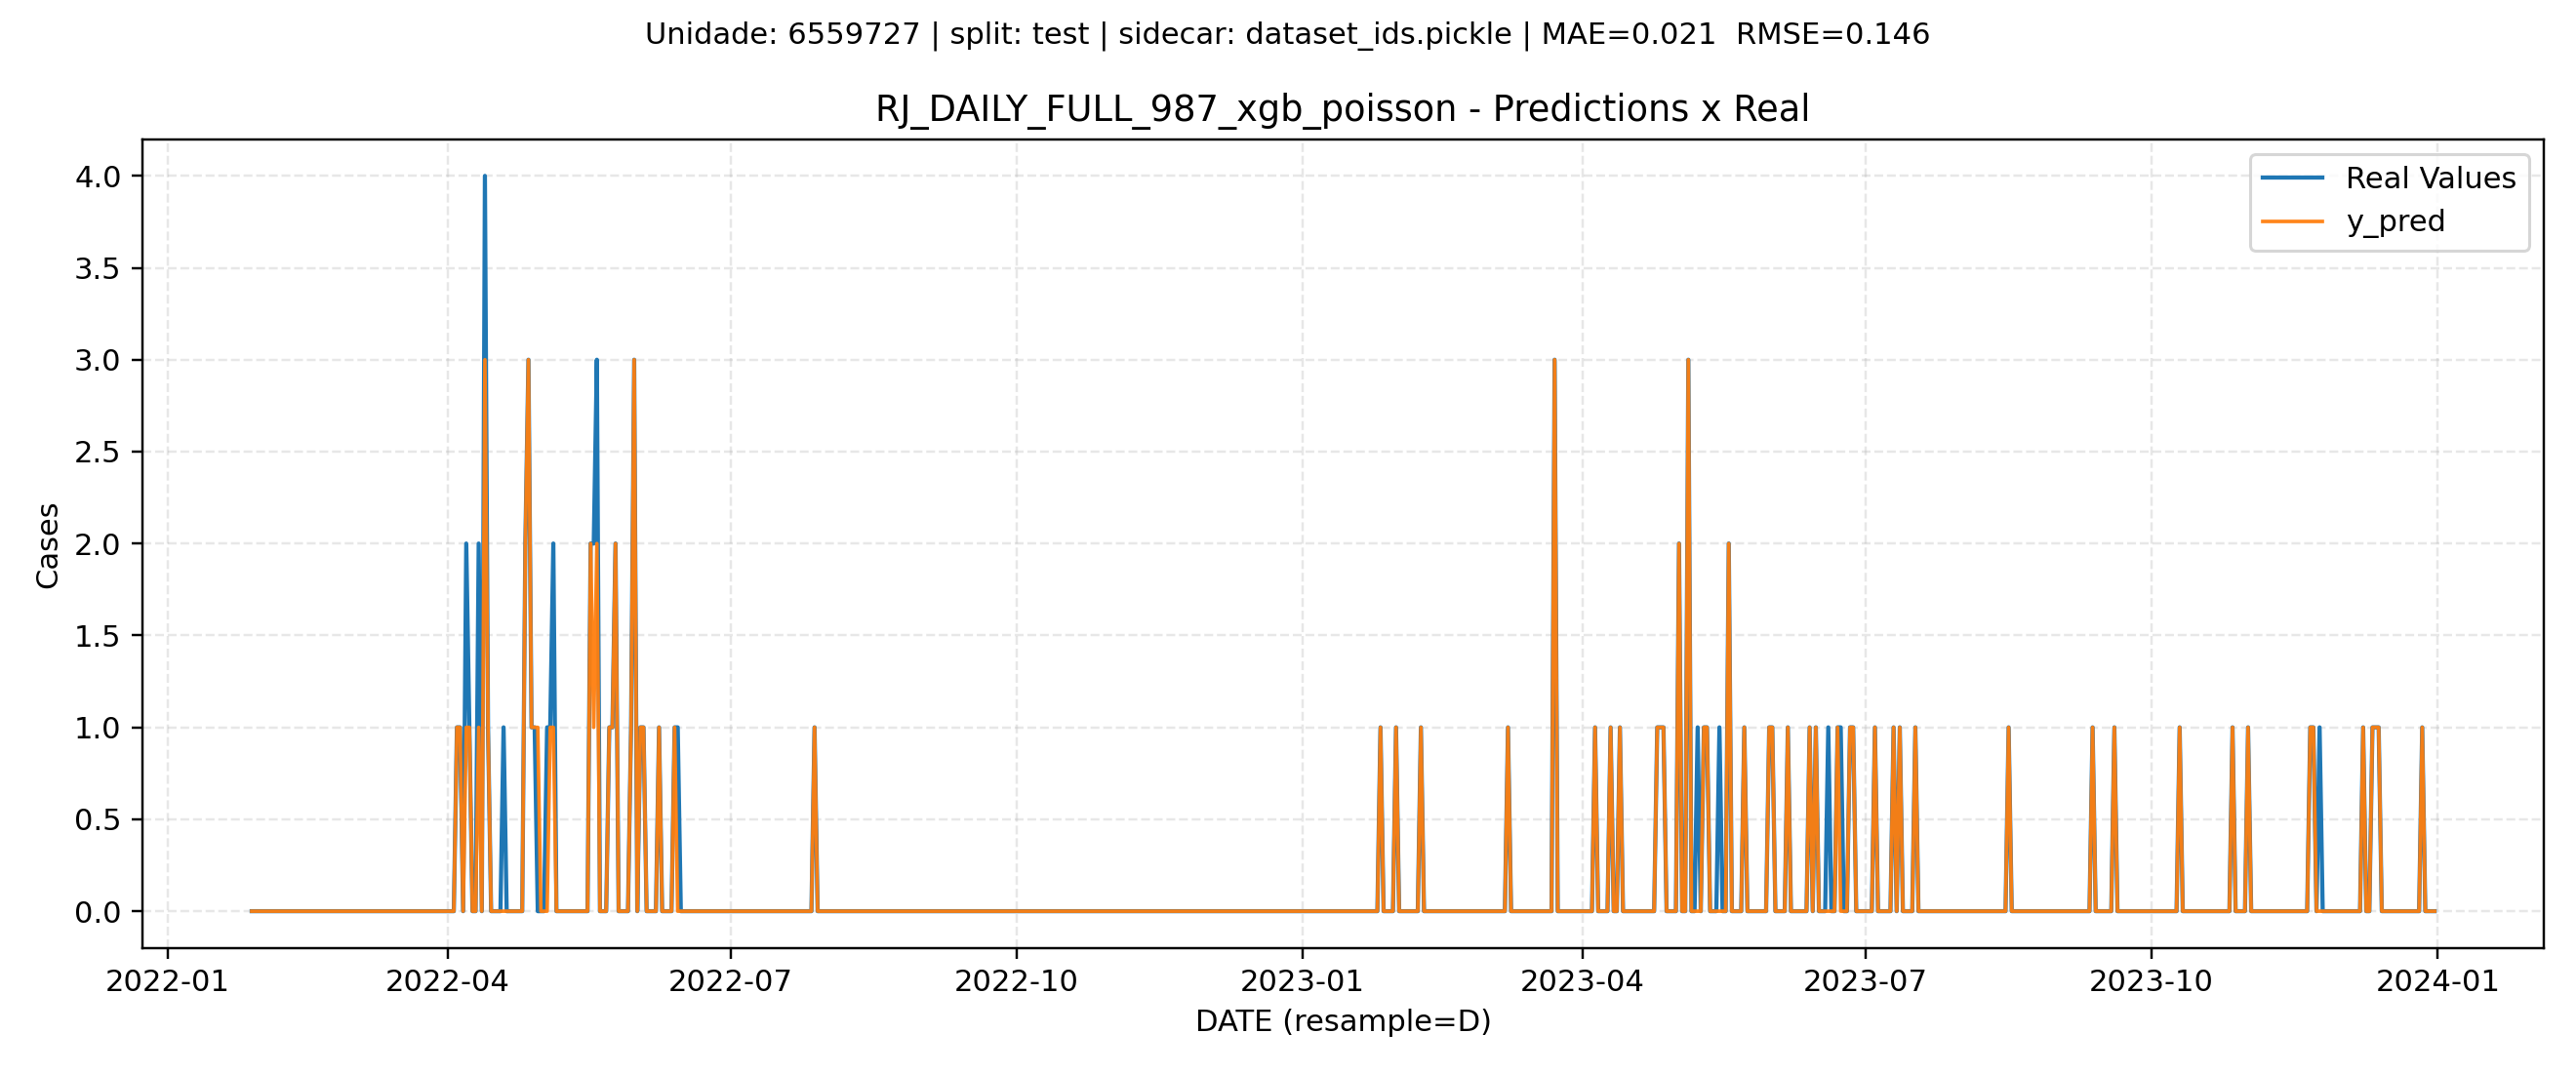 Unidade: 6559727 | split: test | sidecar: dataset_ids.pickle | MAE=0.021  RMSE=0.146
RJ_DAILY_FULL_987_xgb_poisson - Predictions x Real
Real Values
y_pred
4.0
3.5
3.0
2.5
2.0
1.5
1.0
0.5
0.0
Cases
2022-01 2022-04 2022-07 2022-10 2023-01 2023-04 2023-07 2023-10 2024-01
DATE (resample=D)